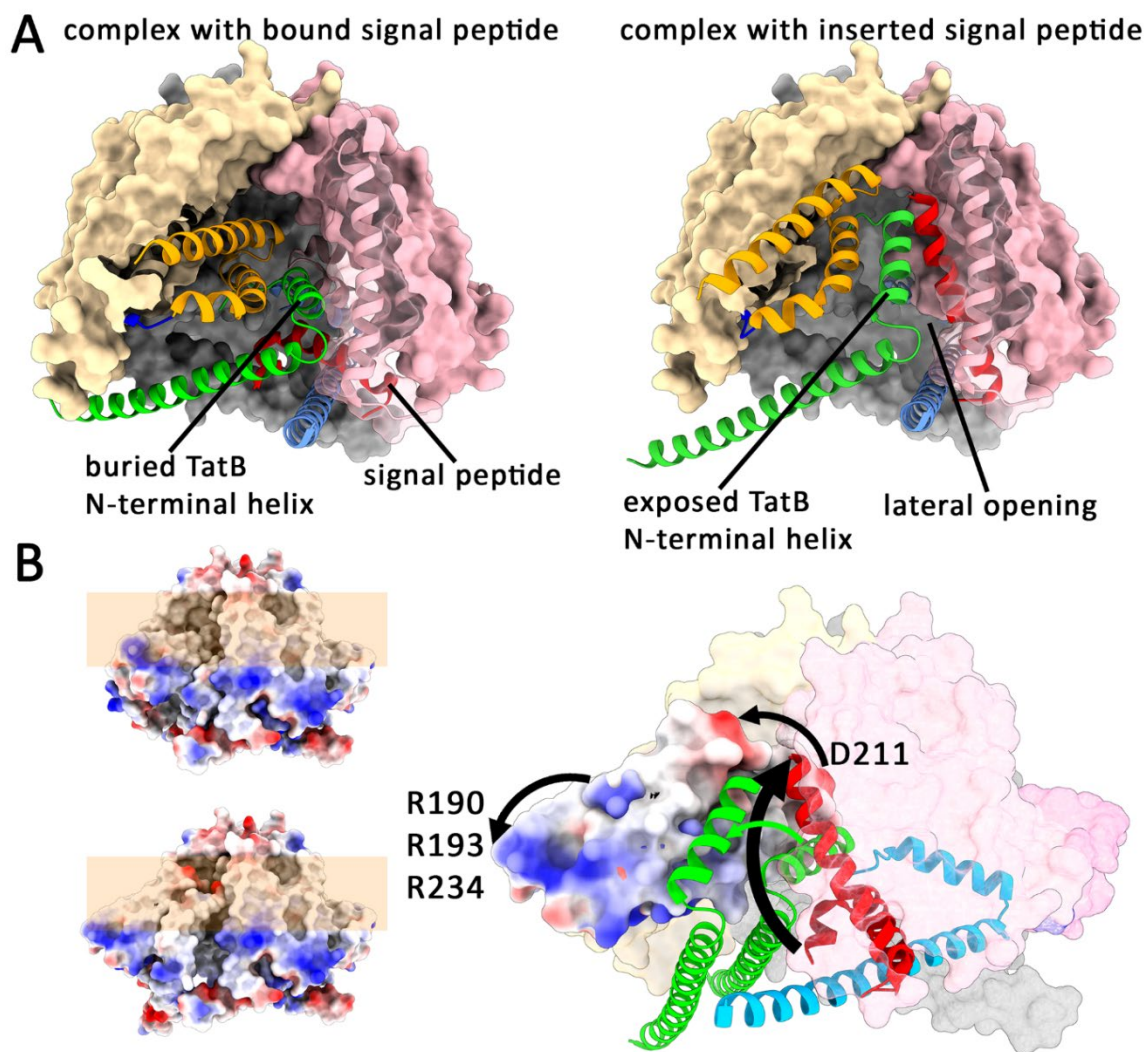 A
complex with bound signal peptide
complex with inserted signal peptide
buried TatB
N-terminal helix
signal peptide
exposed TatB
N-terminal helix
lateral opening
B
D211
R190
R193
R234